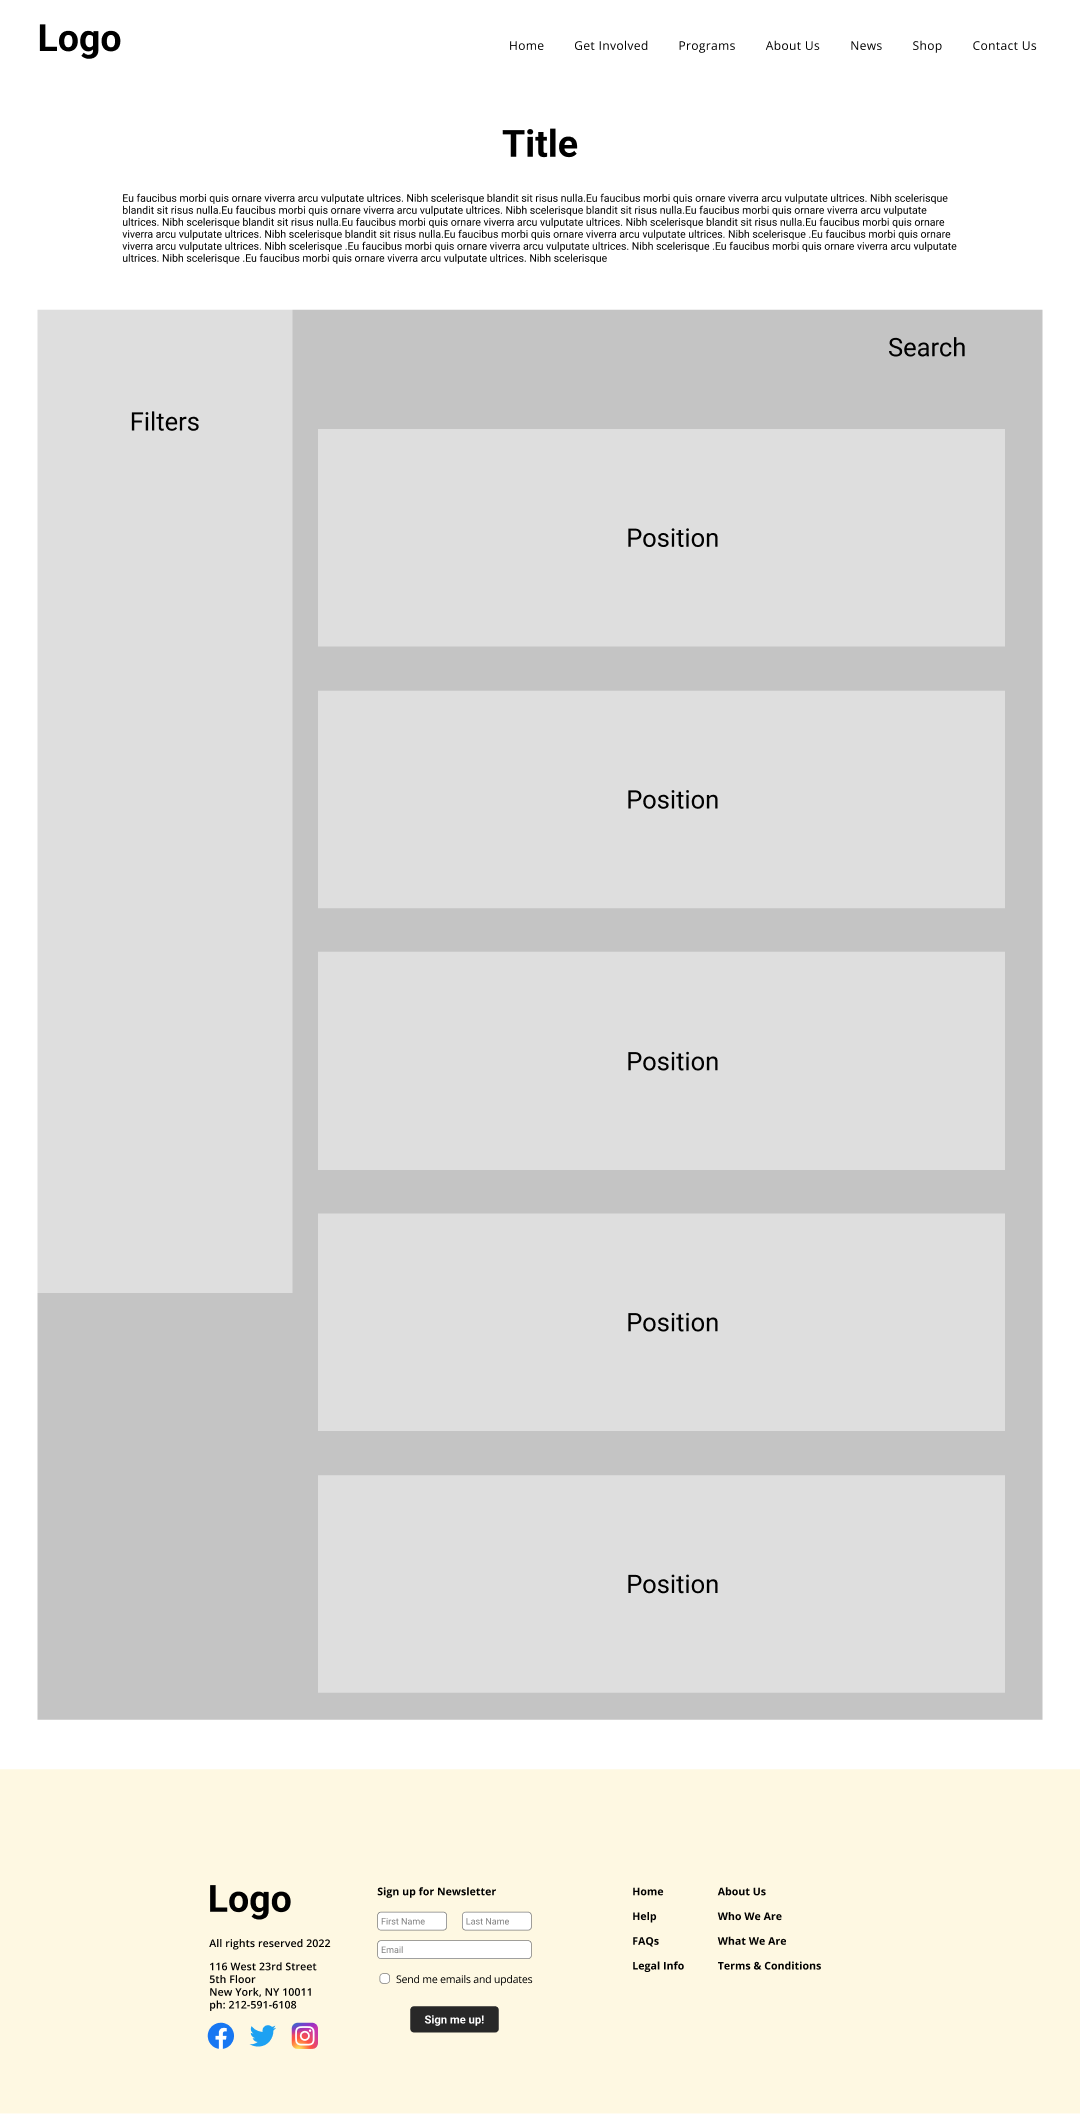 Logo
Home Get Involved Programs About Us News Shop Contact Us
Title
Eu faucibus morbi quis ornare viverra arcu vulputate ultrices. Nibh scelerisque blandit sit risus nulla.Eu faucibus morbi quis ornare viverra arcu vulputate ultrices. Nibh scelerisque
blandit sit risus nulla.Eu faucibus morbi quis ornare viverra arcu vulputate ultrices. Nibh scelerisque blandit sit risus nulla.Eu faucibus morbi quis ornare viverra arcu vulputate
ultrices. Nibh scelerisque blandit sit risus nulla.Eu faucibus morbi quis ornare viverra arcu vulputate ultrices. Nibh scelerisque blandit sit risus nulla.Eu faucibus morbi quis ornare
viverra arcu vulputate ultrices. Nibh scelerisque blandit sit risus nulla.Eu faucibus morbi quis ornare viverra arcu vulputate ultrices. Nibh scelerisque .Eu faucibus morbi quis ornare
viverra arcu vulputate ultrices. Nibh scelerisque .Eu faucibus morbi quis ornare viverra arcu vulputate ultrices. Nibh scelerisque .Eu faucibus morbi quis ornare viverra arcu vulputate
ultrices. Nibh scelerisque .Eu faucibus morbi quis ornare viverra arcu vulputate ultrices. Nibh scelerisque
Search
Filters
Position
Position
Position
Position
Position
Logo
All rights reserved 2022
116 West 23rd Street
5th Floor
New York, NY 10011
ph: 212-591-6108
Sign up for Newsletter
First Name Last Name
Email
Send me emails and updates
Sign me up!
Home
Help
FAQs
Legal Info
About Us
Who We Are
What We Are
Terms & Conditions